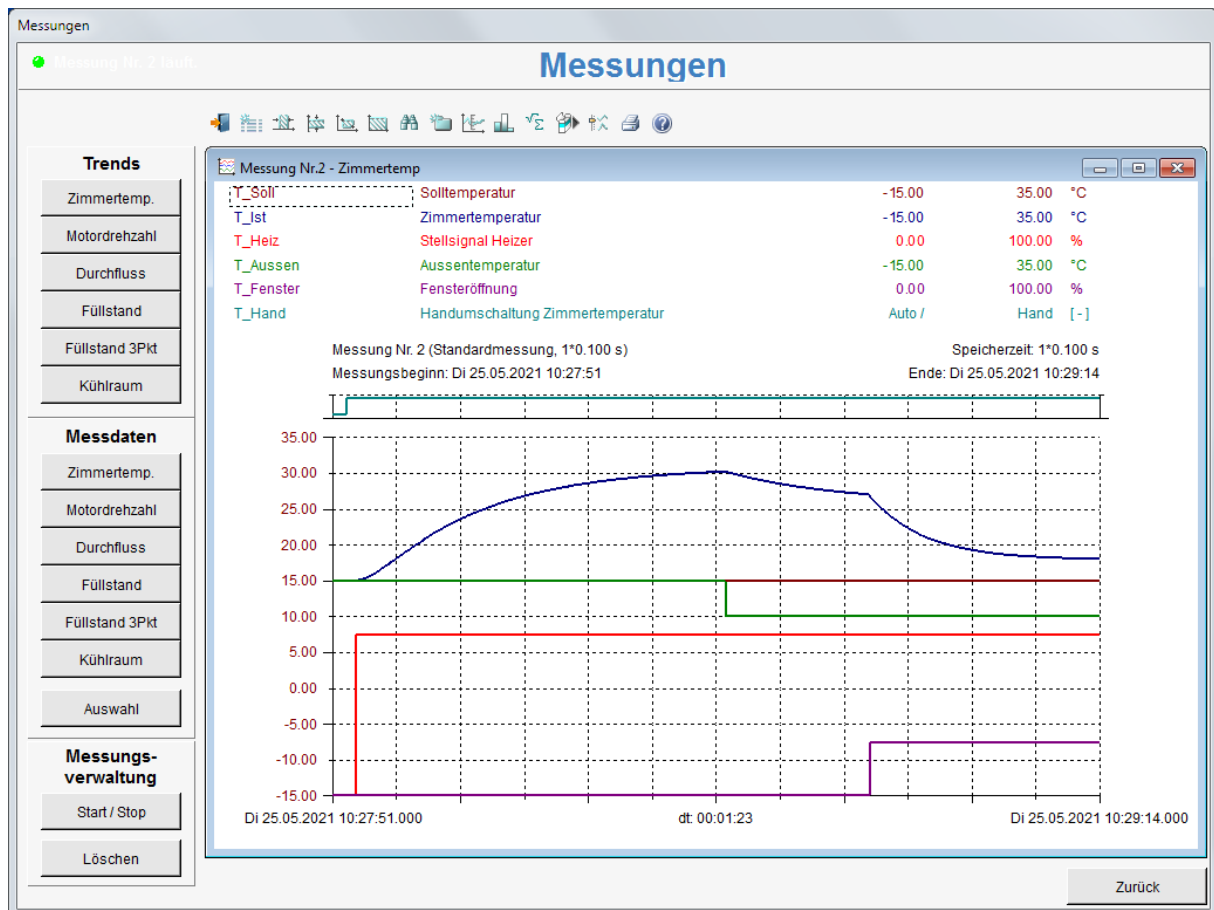 Messungen
Messung Nr. 2 läuft.
Messungen
Trends
Zimmertemp.
Motordrehzahl
Durchfluss
Füllstand
Füllstand 3Pkt
Kühlraum
Messdaten
Zimmertemp.
Motordrehzahl
Durchfluss
Füllstand
Füllstand 3Pkt
Kühlraum
Auswahl
Messungs-
verwaltung
Start / Stop
Löschen
Messung Nr.2 - Zimmertemp
T_Soll Solltemperatur -15.00 35.00 °C
T_Ist Zimmertemperatur -15.00 35.00 °C
T_Heiz Stellsignal Heizer 0.00 100.00 %
T_Aussen Aussentemperatur -15.00 35.00 °C
T_Fenster Fensteröffnung 0.00 100.00 %
T_Hand Handumschaltung Zimmertemperatur Auto / Hand [ - ]
Messung Nr. 2 (Standardmessung, 1*0.100 s) Speicherzeit: 1*0.100 s
Messungsbeginn: Di 25.05.2021 10:27:51 Ende: Di 25.05.2021 10:29:14
35.00
30.00
25.00
20.00
15.00
10.00
5.00
0.00
-5.00
-10.00
-15.00
Di 25.05.2021 10:27:51.000 dt: 00:01:23 Di 25.05.2021 10:29:14.000
Zurück